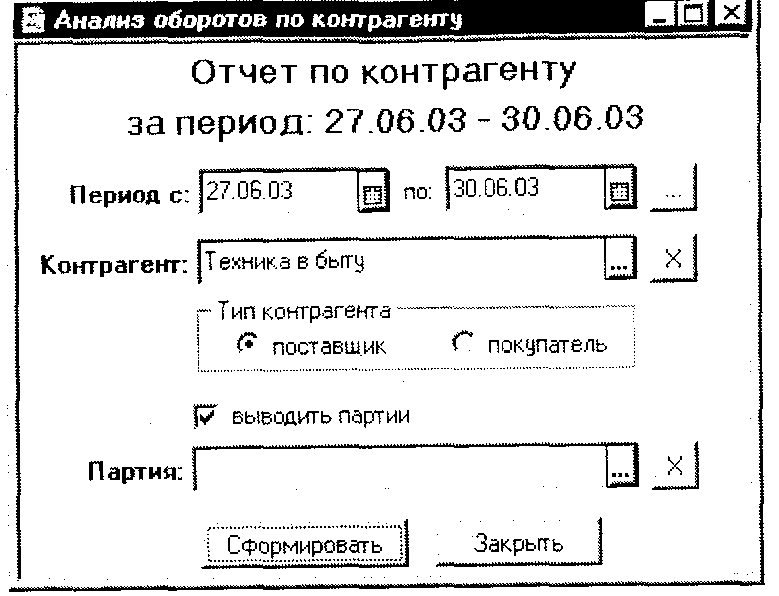 Анализ оборотов по контрагенту
Отчет по контрагенту
за период: 27.06.03 - 30.06.03
Период с: 27.06.03 по: 30.06.03 ...
Контрагент: Техника в быту ... X
Тип контрагента
поставщик покупатель
выводить партии
Партия: ... X
Сформировать Закрыть